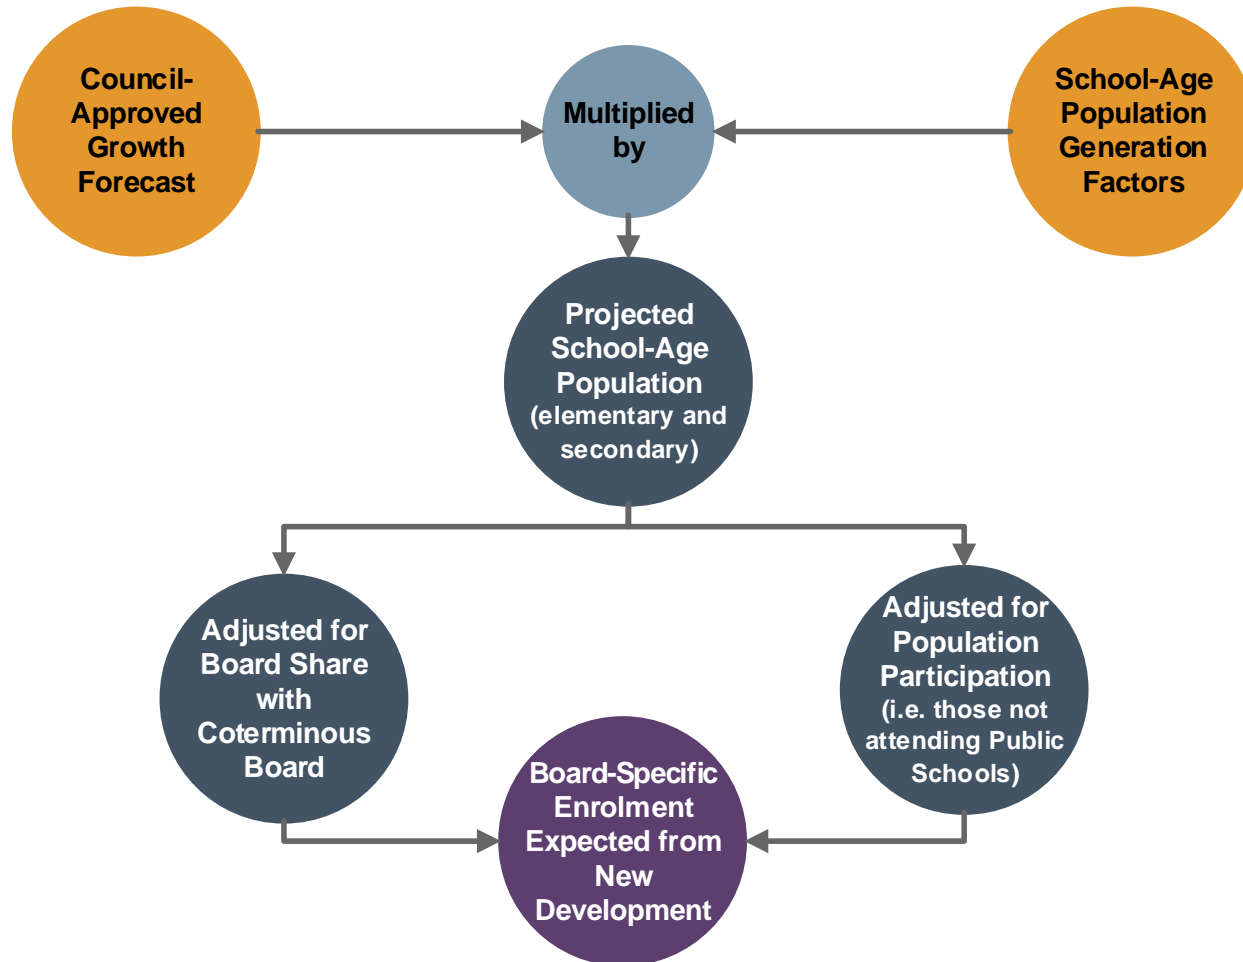 Council-
Approved
Growth
Forecast
Multiplied
by
School-Age
Population
Generation
Factors
Projected
School-Age
Population
(elementary and
secondary)
Adjusted for
Board Share
with
Coterminous
Board
Adjusted for
Population
Participation
(i.e. those not
attending Public
Schools)
Board-Specific
Enrolment
Expected from
New
Development